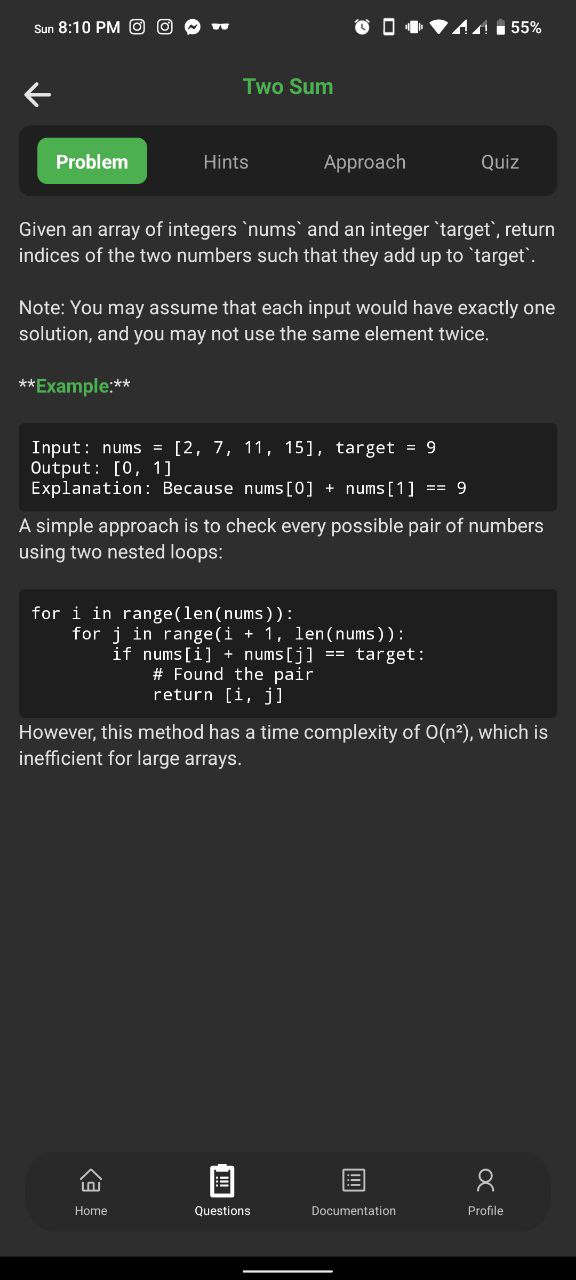 Sun 8:10 PM 55%
Two Sum
Problem Hints Approach Quiz
Given an array of integers `nums` and an integer `target`, return
indices of the two numbers such that they add up to `target`.
Note: You may assume that each input would have exactly one
solution, and you may not use the same element twice.
**Example:**
Input: nums = [2, 7, 11, 15], target = 9
Output: [0, 1]
Explanation: Because nums[0] + nums[1] == 9
A simple approach is to check every possible pair of numbers
using two nested loops:
for i in range(len(nums)):
    for j in range(i + 1, len(nums)):
        if nums[i] + nums[j] == target:
            # Found the pair
            return [i, j]
However, this method has a time complexity of O(n²), which is
inefficient for large arrays.
Home Questions Documentation Profile